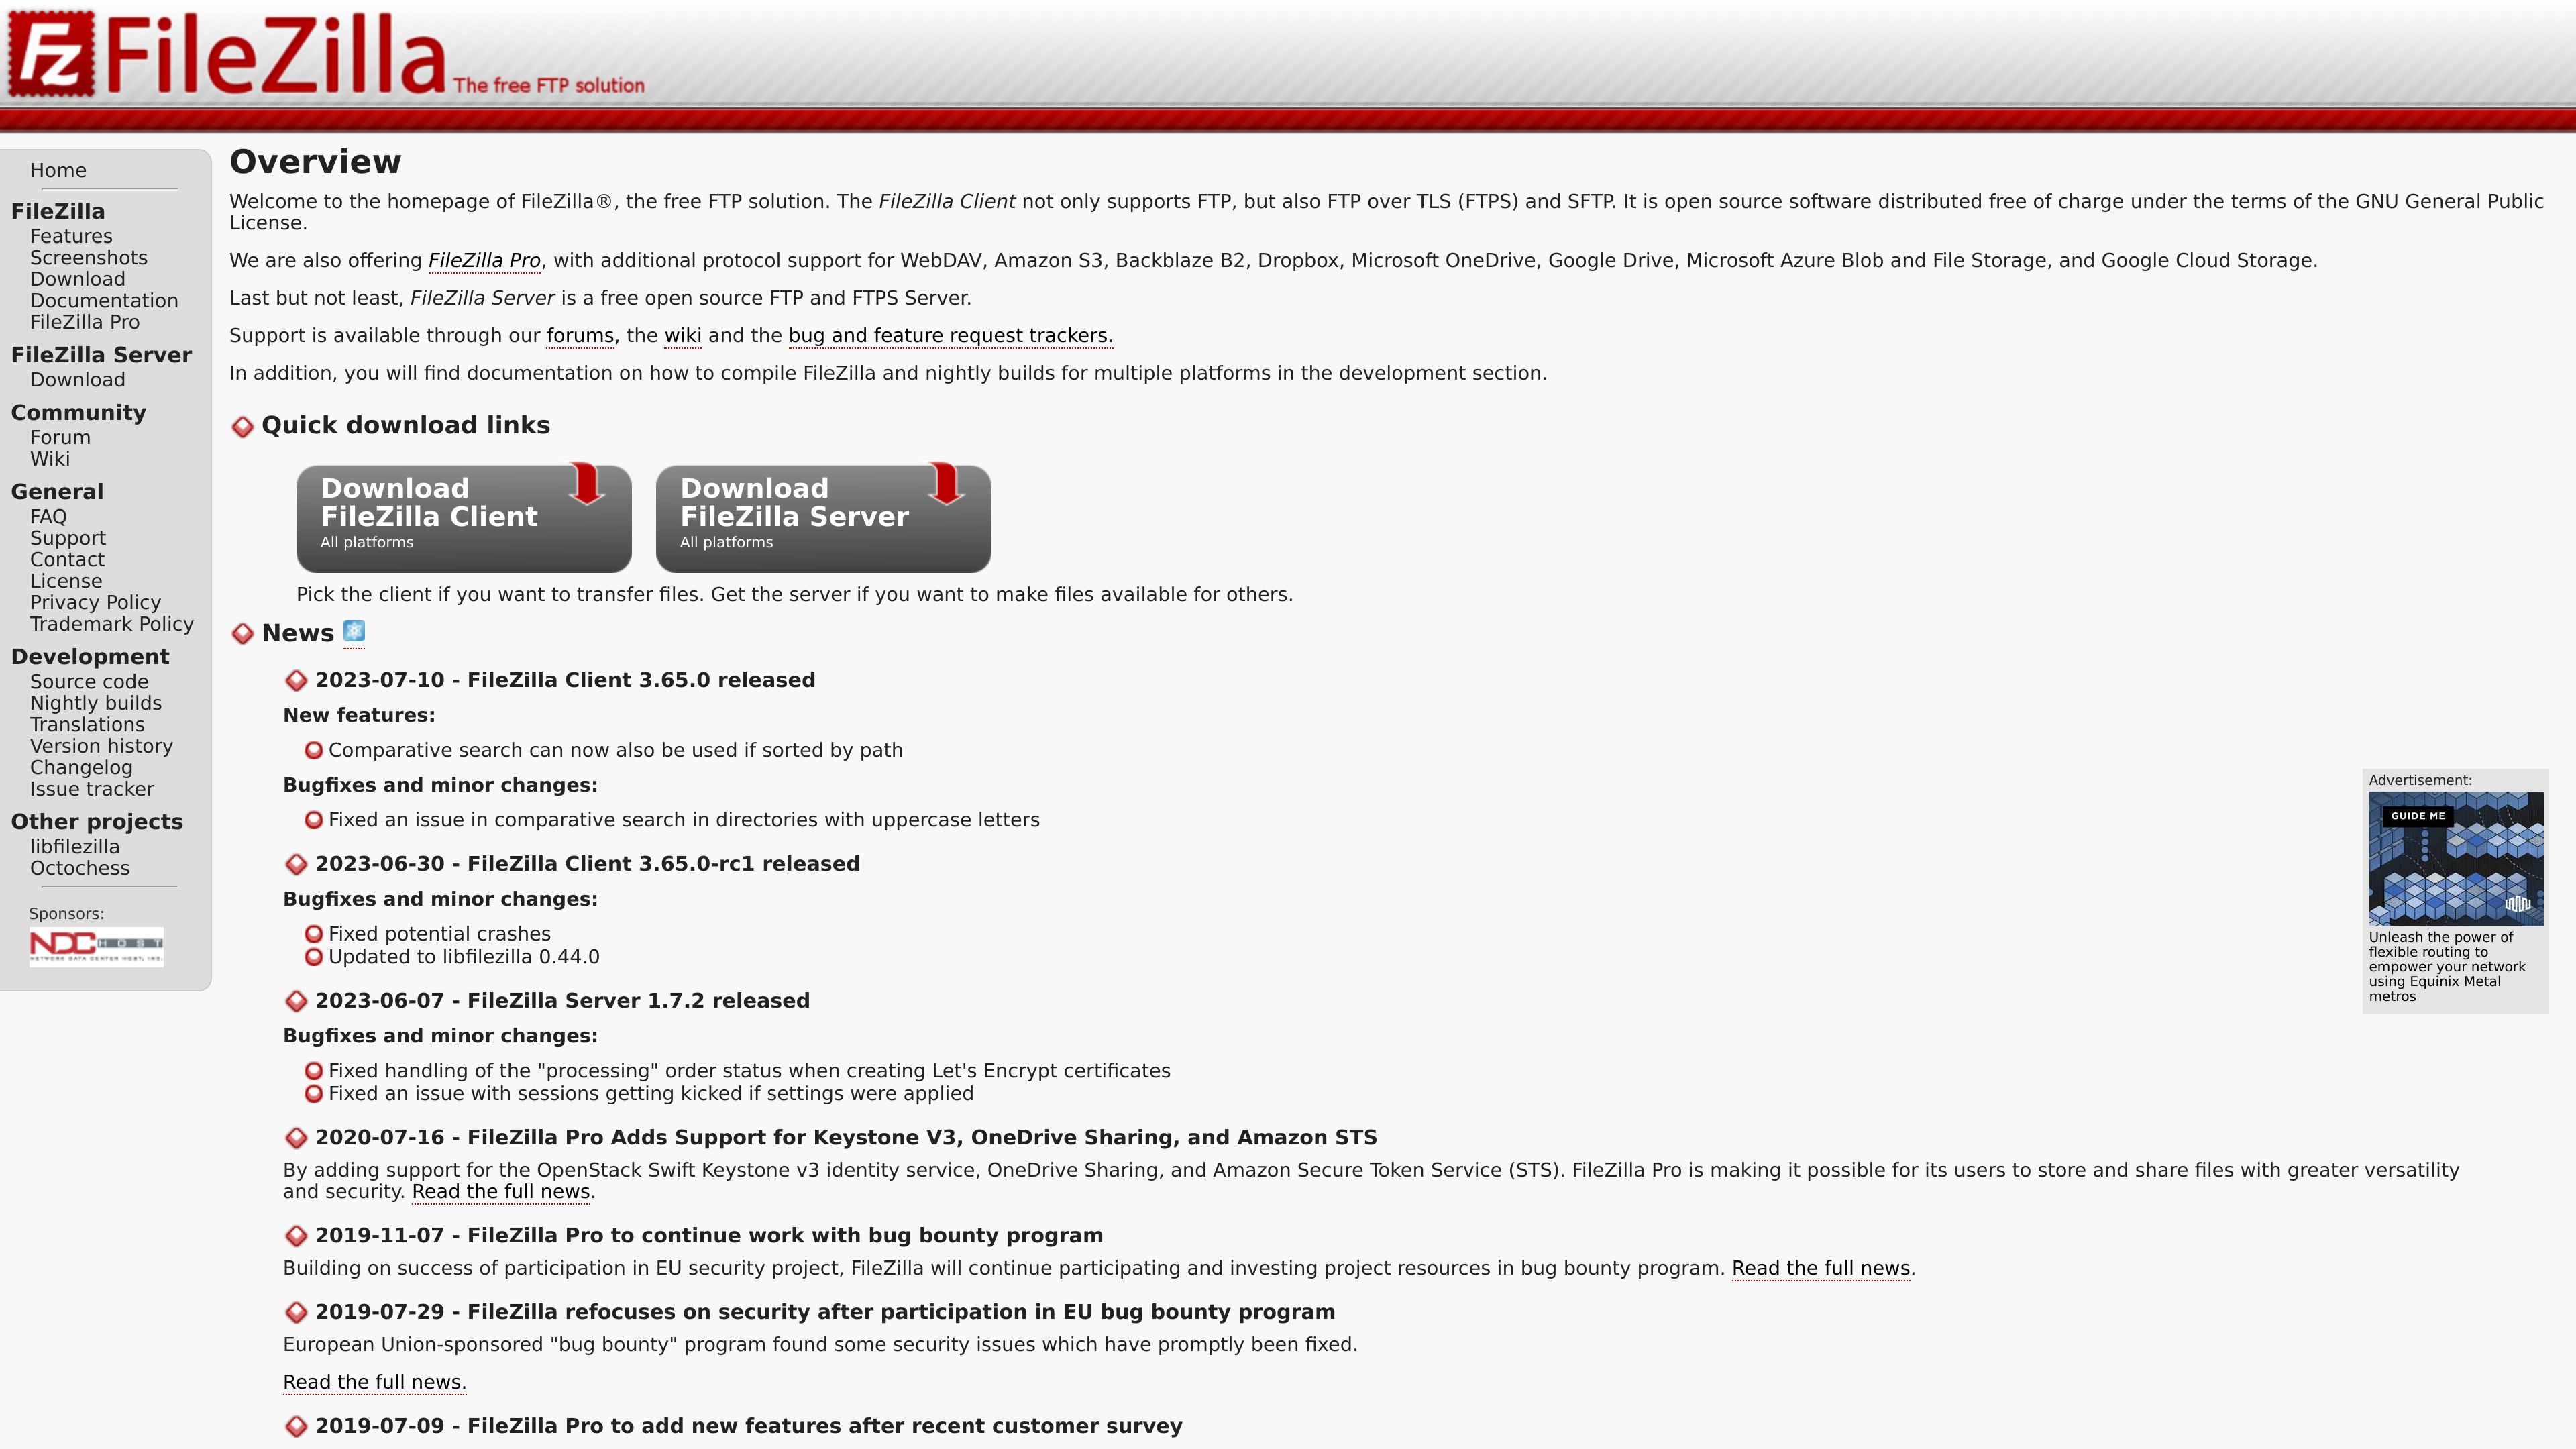 FileZilla The free FTP solution
Home
FileZilla
Features
Screenshots
Download
Documentation
FileZilla Pro
FileZilla Server
Download
Community
Forum
Wiki
General
FAQ
Support
Contact
License
Privacy Policy
Trademark Policy
Development
Source code
Nightly builds
Translations
Version history
Changelog
Issue tracker
Other projects
libfilezilla
Octochess
Sponsors:
NDC HOST
NETWORK DATA CENTER HOST, INC.
Overview
Welcome to the homepage of FileZilla®, the free FTP solution. The FileZilla Client not only supports FTP, but also FTP over TLS (FTPS) and SFTP. It is open source software distributed free of charge under the terms of the GNU General Public
License.
We are also offering FileZilla Pro, with additional protocol support for WebDAV, Amazon S3, Backblaze B2, Dropbox, Microsoft OneDrive, Google Drive, Microsoft Azure Blob and File Storage, and Google Cloud Storage.
Last but not least, FileZilla Server is a free open source FTP and FTPS Server.
Support is available through our forums, the wiki and the bug and feature request trackers.
In addition, you will find documentation on how to compile FileZilla and nightly builds for multiple platforms in the development section.
Quick download links
Download
FileZilla Client
All platforms
Download
FileZilla Server
All platforms
Pick the client if you want to transfer files. Get the server if you want to make files available for others.
News
2023-07-10 - FileZilla Client 3.65.0 released
New features:
Comparative search can now also be used if sorted by path
Bugfixes and minor changes:
Fixed an issue in comparative search in directories with uppercase letters
2023-06-30 - FileZilla Client 3.65.0-rc1 released
Bugfixes and minor changes:
Fixed potential crashes
Updated to libfilezilla 0.44.0
2023-06-07 - FileZilla Server 1.7.2 released
Bugfixes and minor changes:
Fixed handling of the "processing" order status when creating Let's Encrypt certificates
Fixed an issue with sessions getting kicked if settings were applied
2020-07-16 - FileZilla Pro Adds Support for Keystone V3, OneDrive Sharing, and Amazon STS
By adding support for the OpenStack Swift Keystone v3 identity service, OneDrive Sharing, and Amazon Secure Token Service (STS). FileZilla Pro is making it possible for its users to store and share files with greater versatility
and security. Read the full news.
2019-11-07 - FileZilla Pro to continue work with bug bounty program
Building on success of participation in EU security project, FileZilla will continue participating and investing project resources in bug bounty program. Read the full news.
2019-07-29 - FileZilla refocuses on security after participation in EU bug bounty program
European Union-sponsored "bug bounty" program found some security issues which have promptly been fixed.
Read the full news.
2019-07-09 - FileZilla Pro to add new features after recent customer survey
Advertisement:
GUIDE ME
Unleash the power of
flexible routing to
empower your network
using Equinix Metal
metros